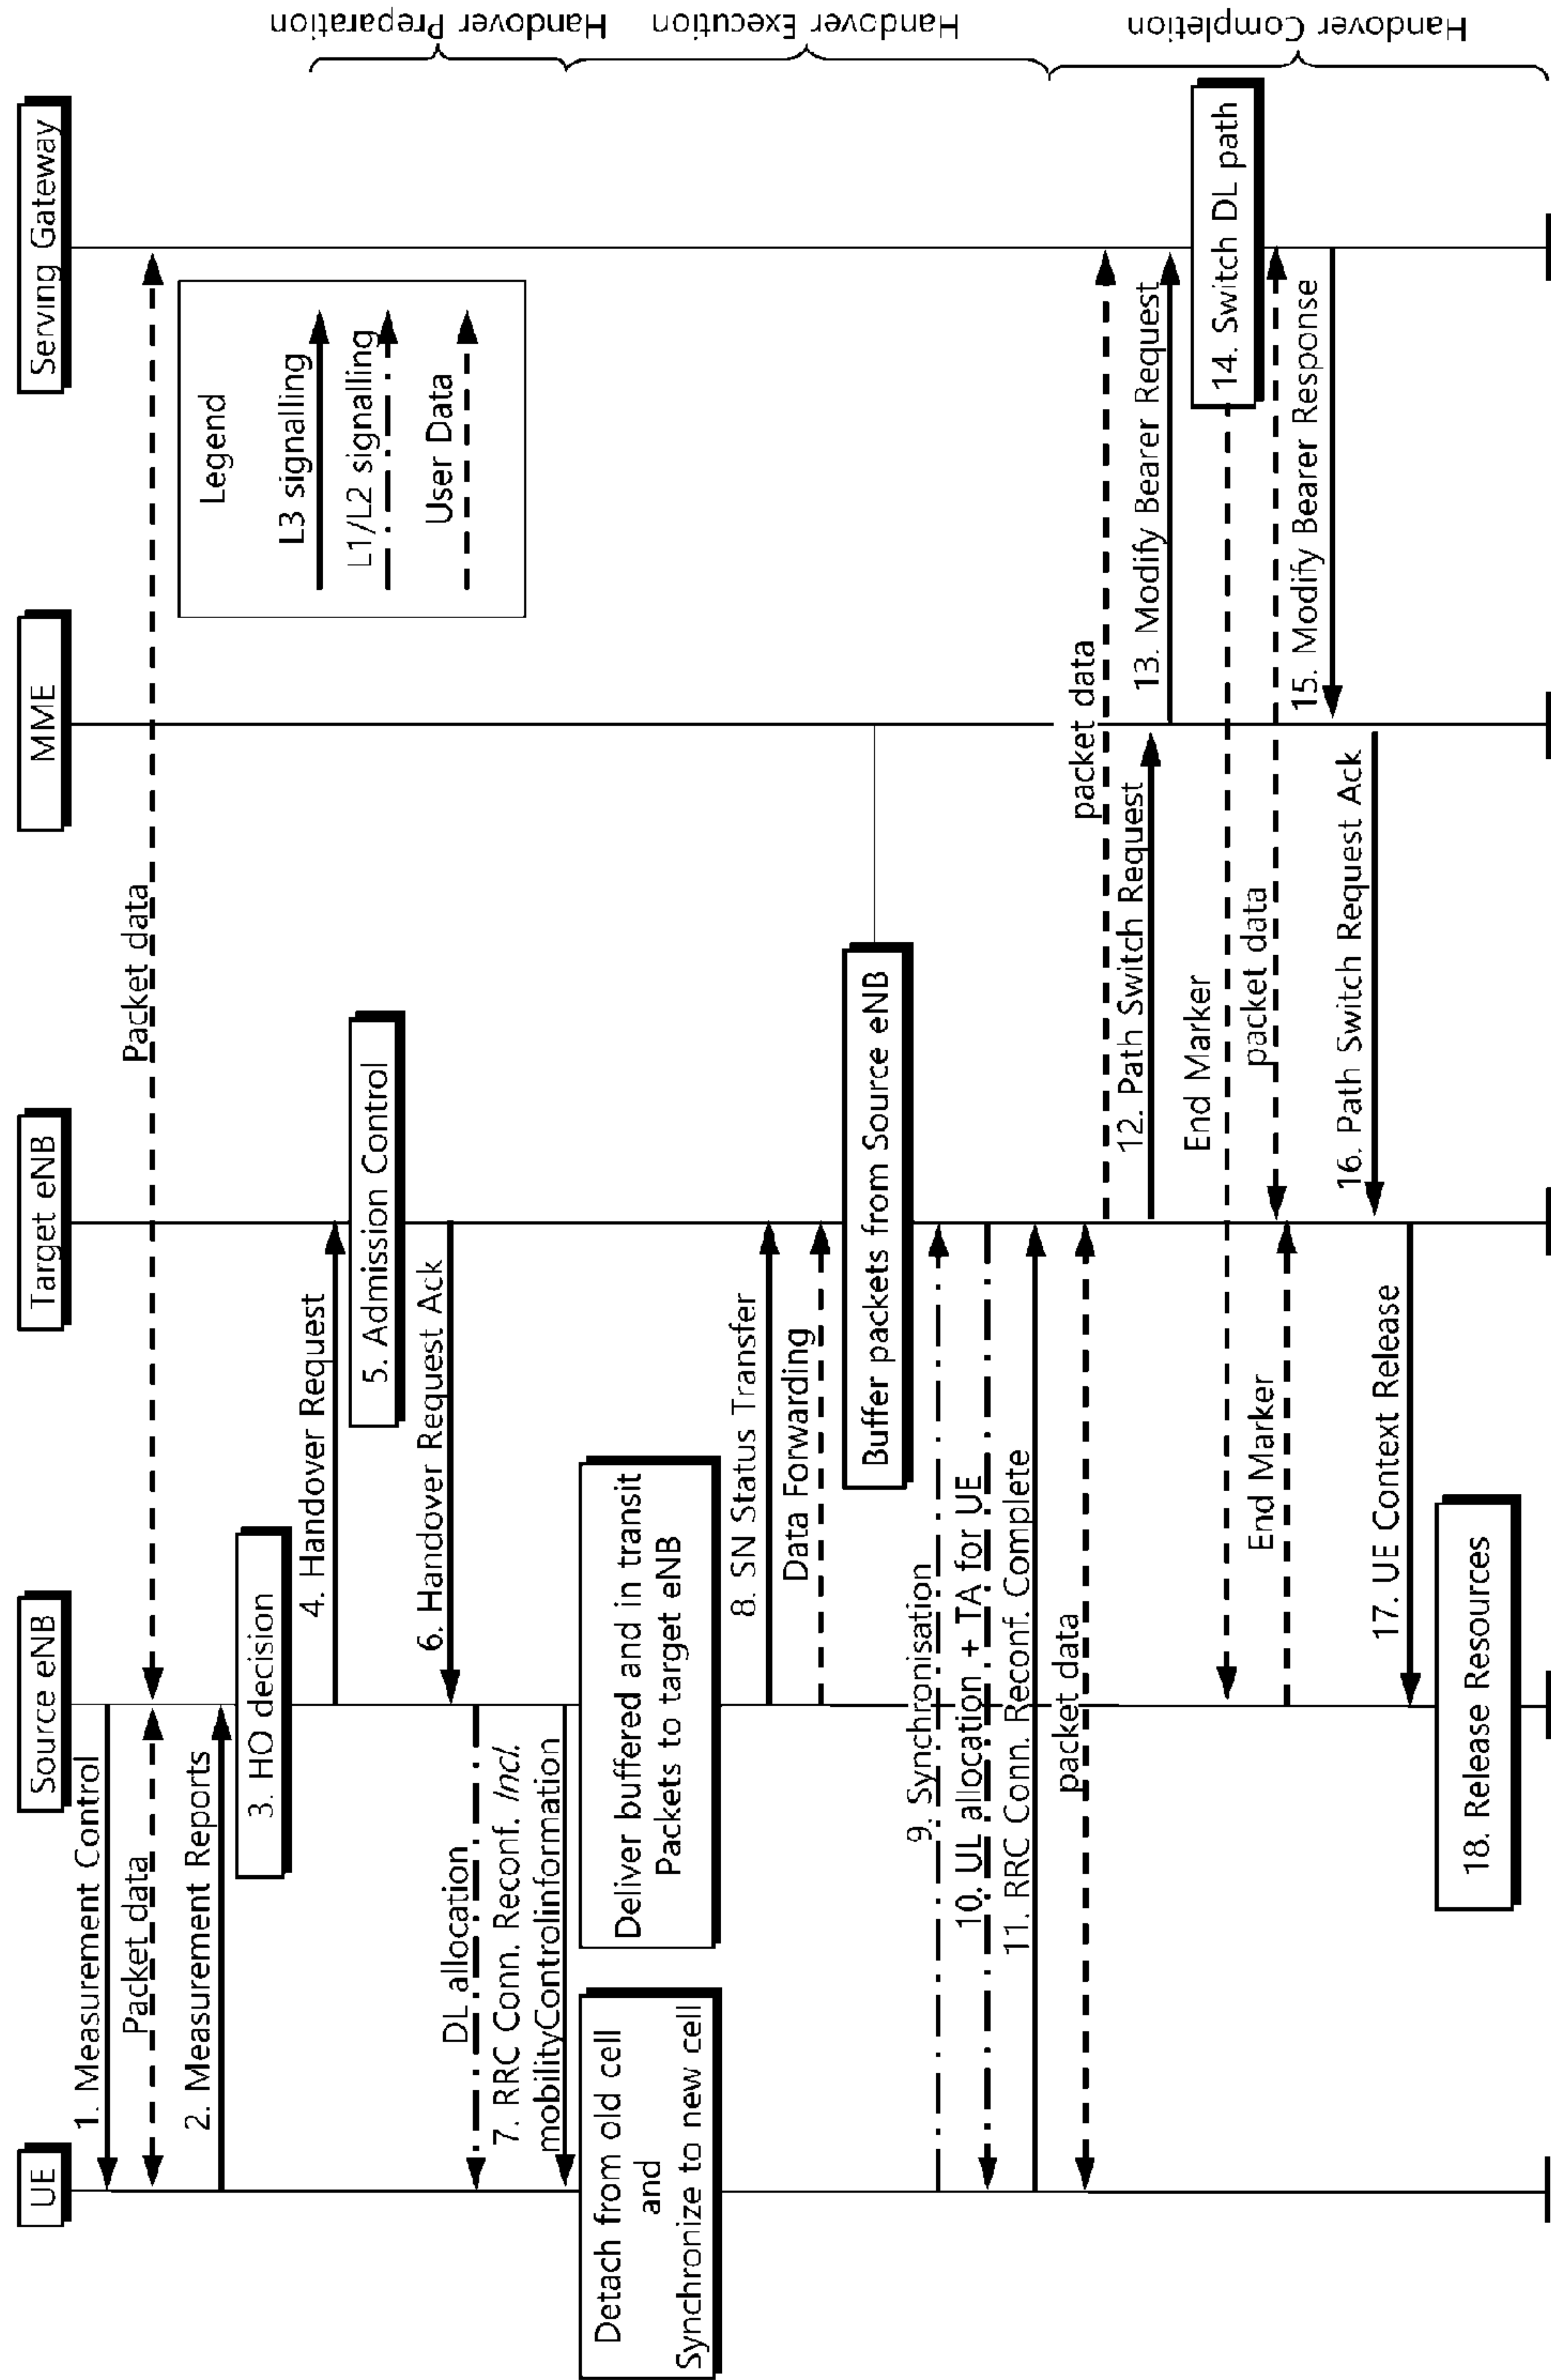 UE
Source eNB
Target eNB
MME
Serving Gateway
1. Measurement Control
Packet data
Packet data
2. Measurement Reports
Legend
L3 signalling
L1/L2 signalling
User Data
3. HO decision
4. Handover Request
5. Admission Control
6. Handover Request Ack
Handover Preparation
DL allocation
7. RRC Conn. Reconf. Incl.
mobilityControlinformation
Detach from old cell
and
Synchronize to new cell
Deliver buffered and in transit
Packets to target eNB
8. SN Status Transfer
Data Forwarding
Buffer packets from Source eNB
Handover Execution
9. Synchronisation
10. UL allocation + TA for UE
11. RRC Conn. Reconf. Complete
packet data
packet data
12. Path Switch Request
13. Modify Bearer Request
End Marker
14. Switch DL path
packet data
End Marker
15. Modify Bearer Response
16. Path Switch Request Ack
17. UE Context Release
18. Release Resources
Handover Completion